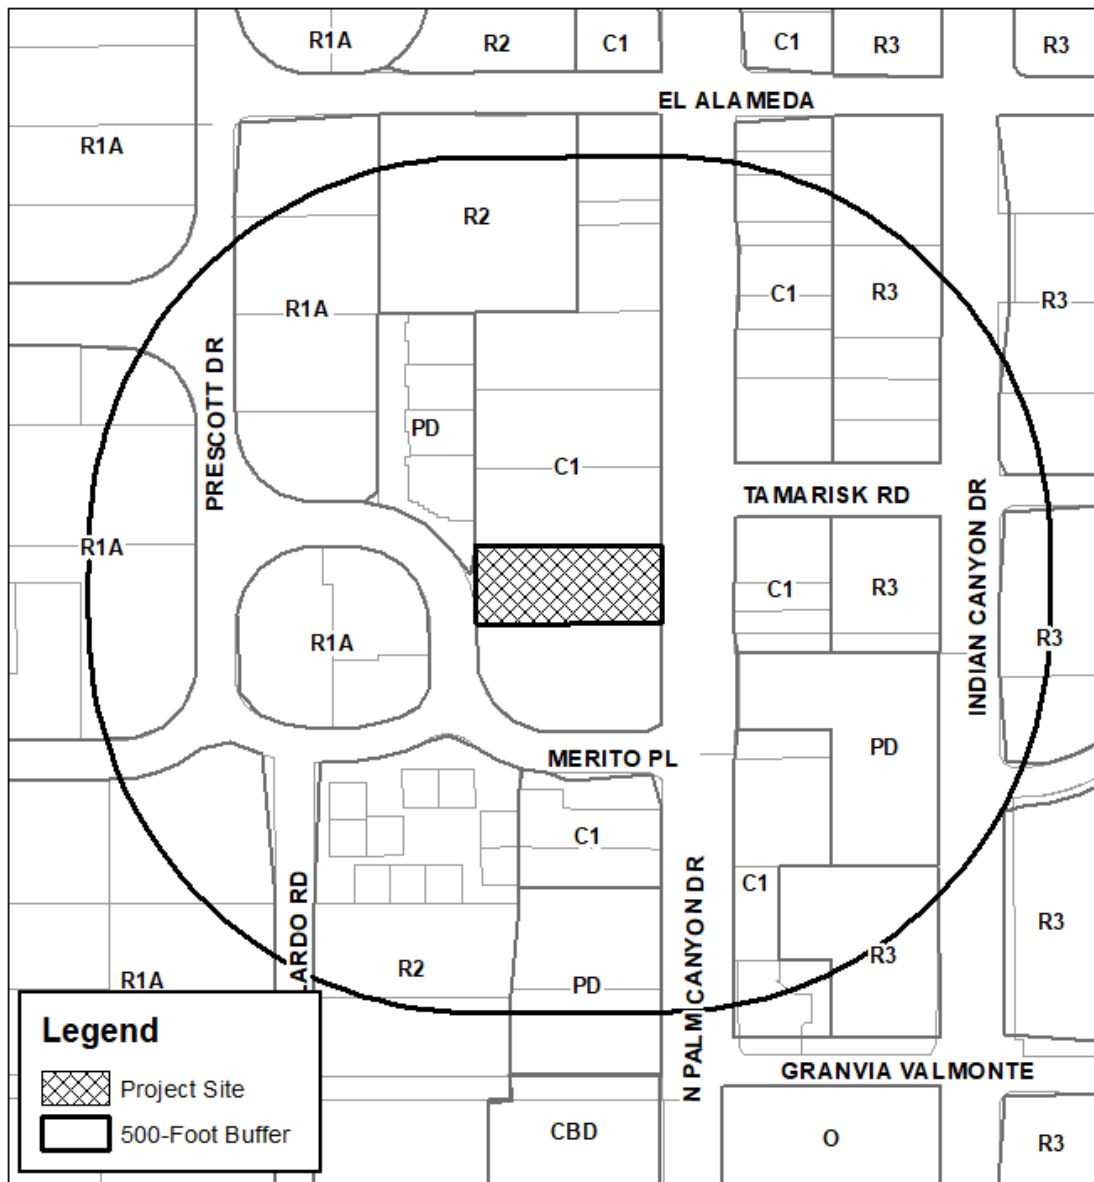 R1A
R2
C1
C1
R3
R3
EL ALAMEDA
R1A
R2
R1A
C1
R3
R3
PRESCOTT DR
PD
C1
TAMARISK RD
INDIAN CANYON DR
R1A
C1
R3
R1A
R3
MERITO PL
PD
C1
C1
N PALM CANYON DR
LARDO RD
R3
R3
R2
R1A
PD
Legend
Project Site
500-Foot Buffer
GRANVIA VALMONTE
CBD
O
R3